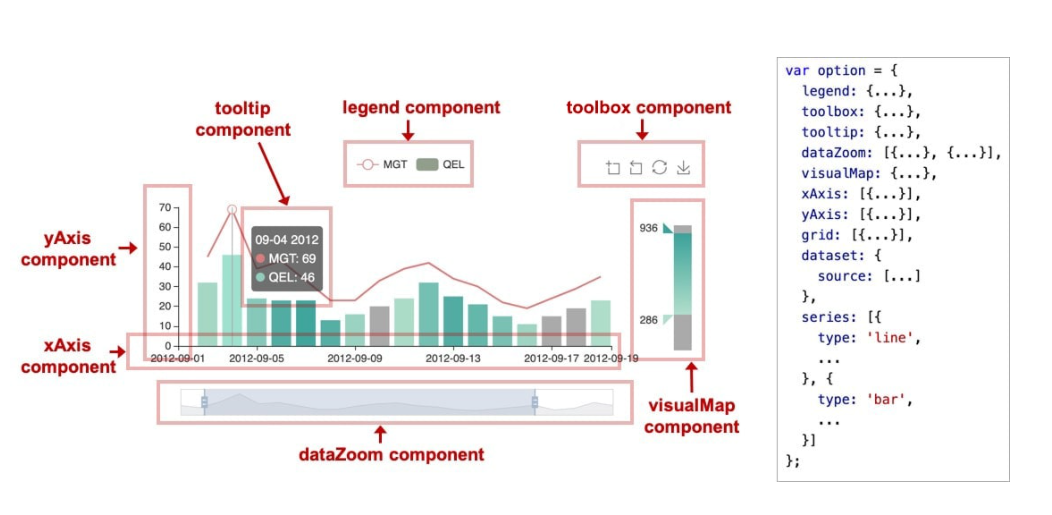 tooltip
component
legend component
toolbox component
MGT
QEL
yAxis
component
70
60
50
40
30
20
10
0
09-04 2012
MGT: 69
QEL: 46
936
286
xAxis
component
2012-09-01
2012-09-05
2012-09-09
2012-09-13
2012-09-17
2012-09-19
visualMap
component
dataZoom component
var option = {
legend: {...},
toolbox: {...},
tooltip: {...},
dataZoom: [{...}, {...}],
visualMap: {...},
xAxis: [{...}],
yAxis: [{...}],
grid: [{...}],
dataset: {
source: [...]
},
series: [{
type: 'line',
...
}, {
type: 'bar',
...
}]
};